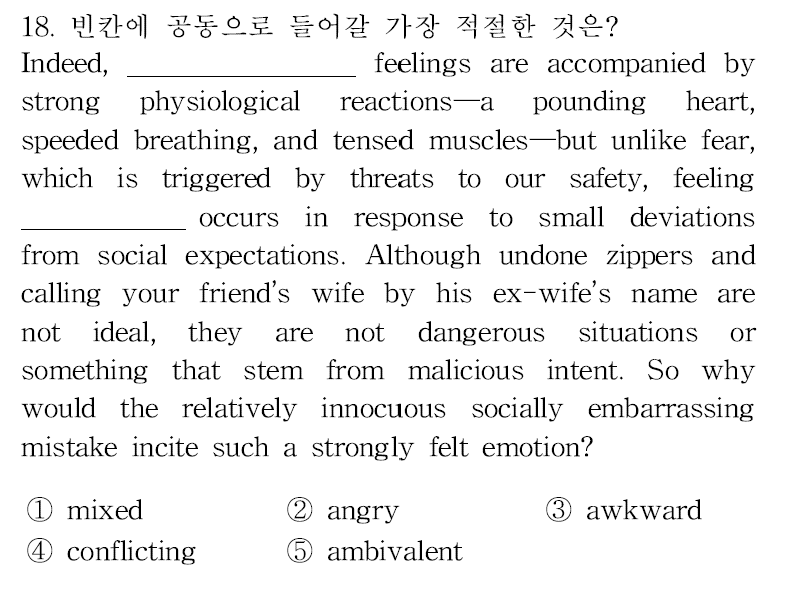 18. 빈칸에 공동으로 들어갈 가장 적절한 것은?
Indeed, ________________ feelings are accompanied by
strong physiological reactions—a pounding heart,
speeded breathing, and tensed muscles—but unlike fear,
which is triggered by threats to our safety, feeling
____________ occurs in response to small deviations
from social expectations. Although undone zippers and
calling your friend's wife by his ex-wife's name are
not ideal, they are not dangerous situations or
something that stem from malicious intent. So why
would the relatively innocuous socially embarrassing
mistake incite such a strongly felt emotion?
① mixed ② angry ③ awkward
④ conflicting ⑤ ambivalent